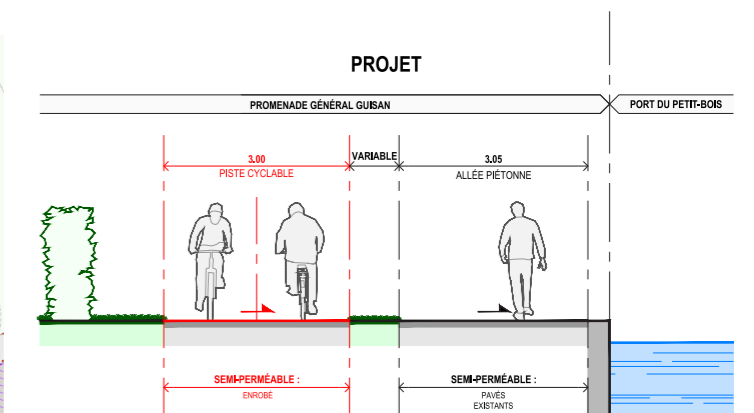 PROJET
PROMENADE GÉNÉRAL GUISAN
PORT DU PETIT-BOIS
3.00
PISTE CYCLABLE
VARIABLE
3.05
ALLÉE PIÉTONNE
SEMI-PERMÉABLE :
ENROBÉ
SEMI-PERMÉABLE :
PAVÉS
EXISTANTS